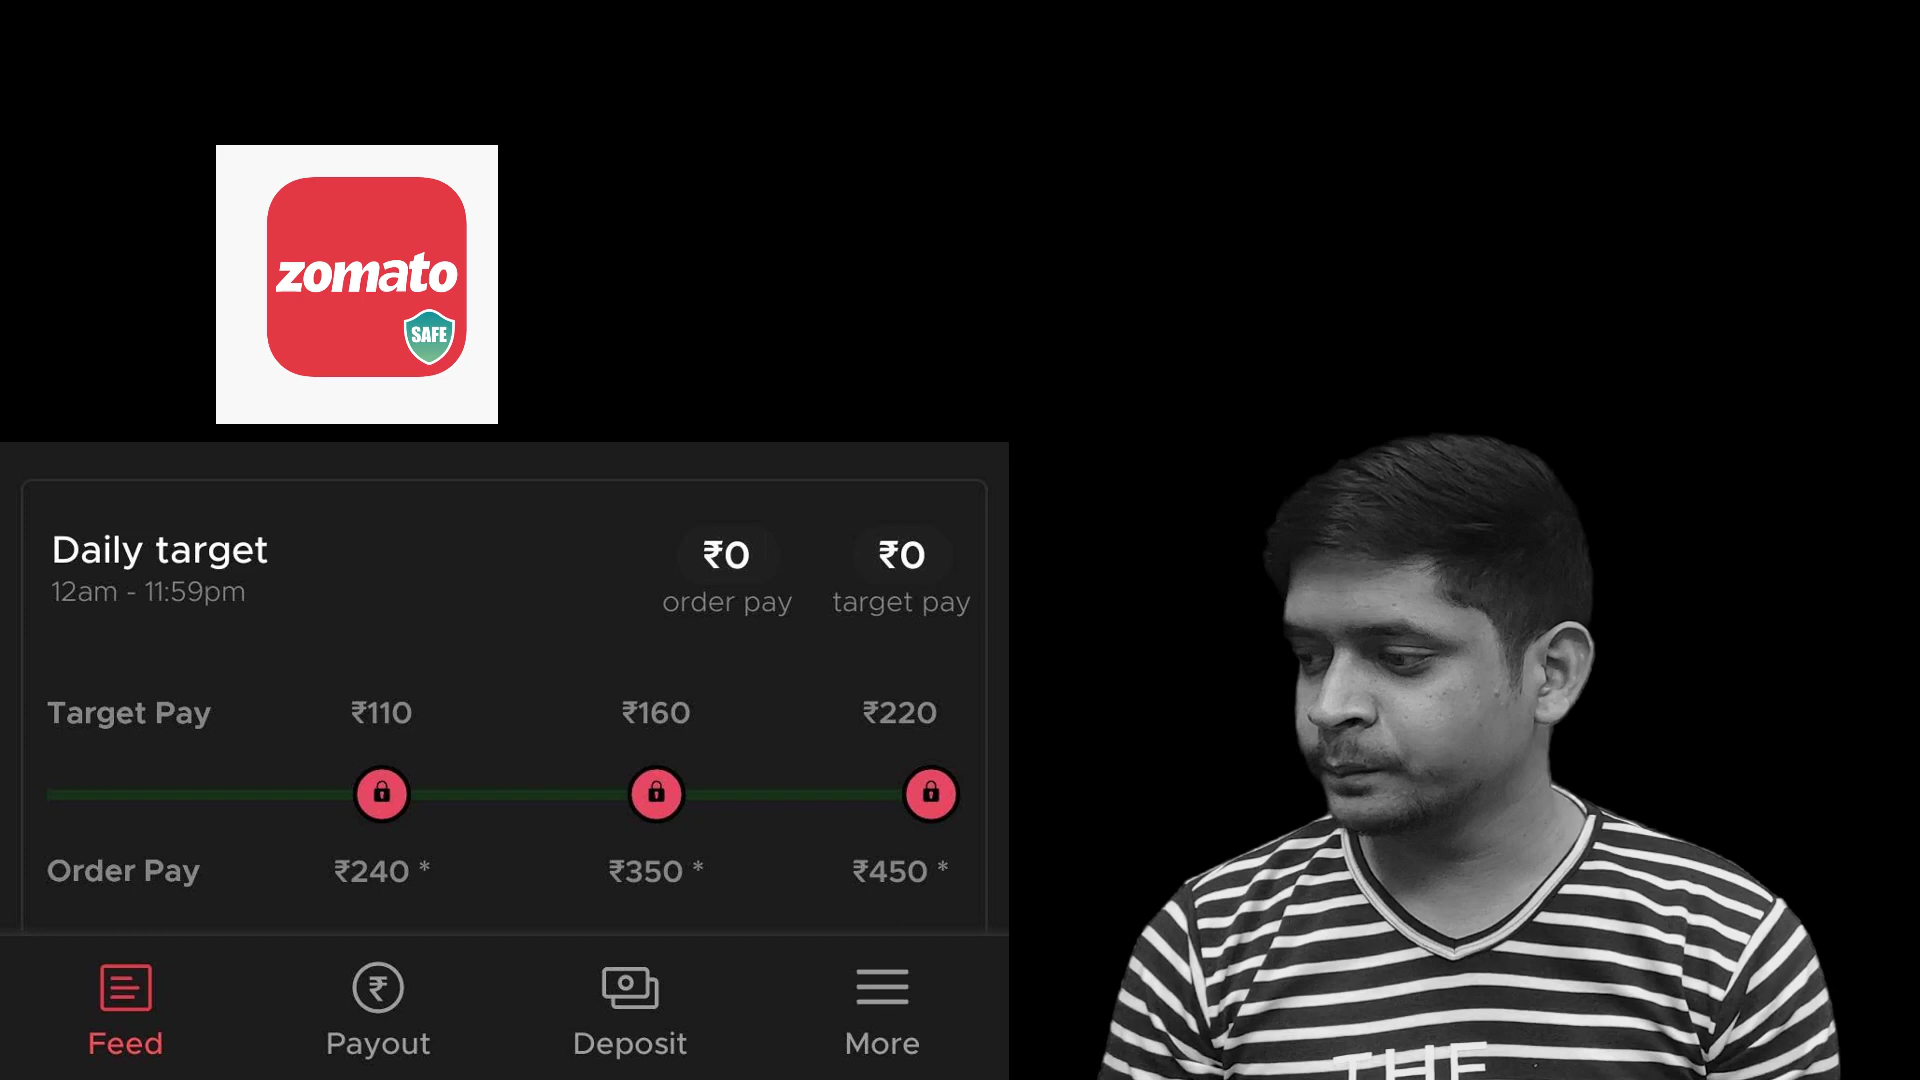 zomato
SAFE
Daily target
12am - 11:59pm
₹0
order pay
₹0
target pay
Target Pay ₹110 ₹160 ₹220
Order Pay ₹240 * ₹350 * ₹450 *
Feed Payout Deposit More
THE